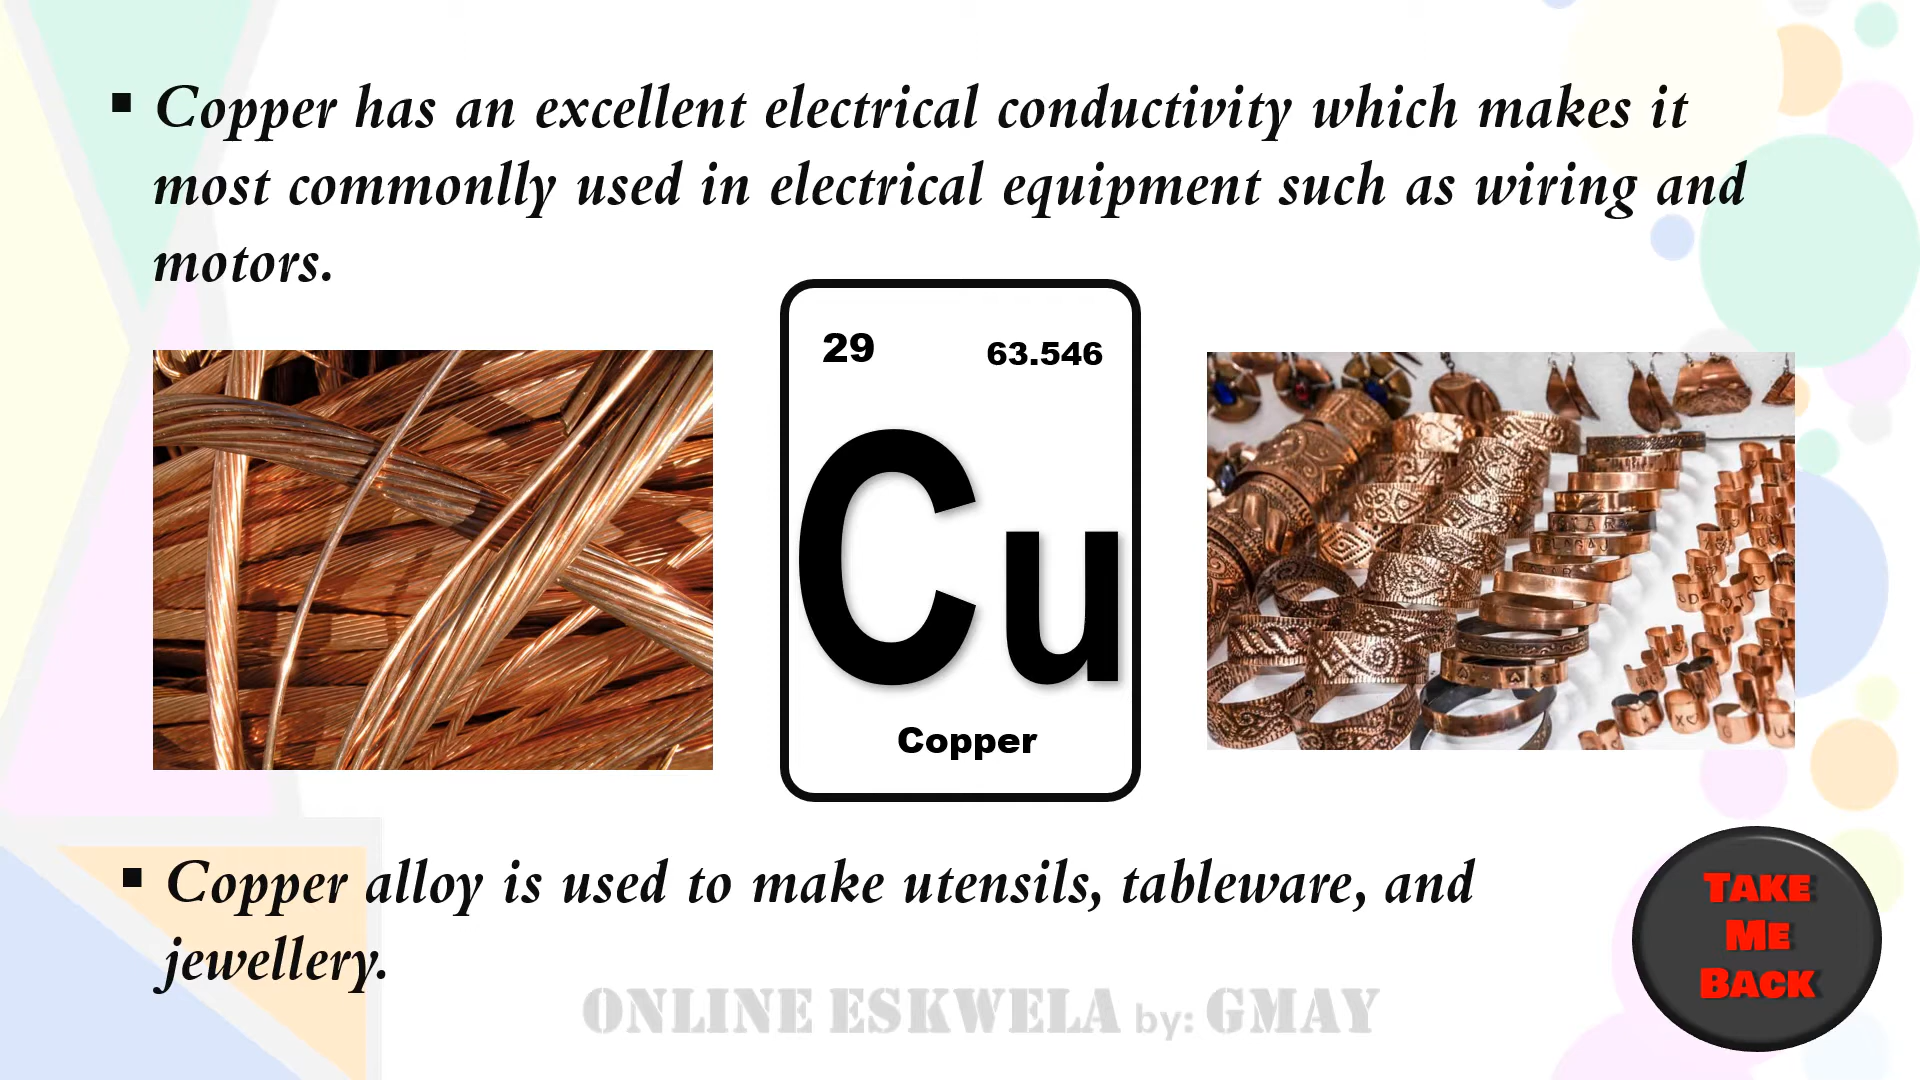 ▪ Copper has an excellent electrical conductivity which makes it
most commonlly used in electrical equipment such as wiring and
motors.
29
63.546
Cu
Copper
▪ Copper alloy is used to make utensils, tableware, and
jewellery.
TAKE
ME
BACK
ONLINE ESKWELA by: GMAY